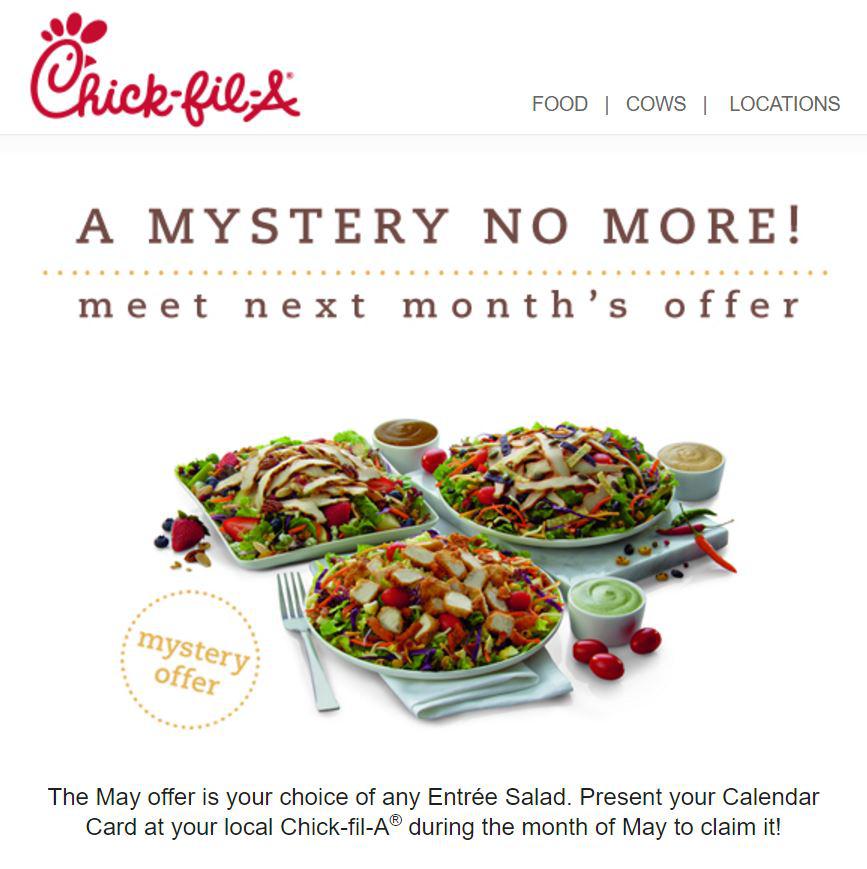 Chick-fil-A®
FOOD | COWS | LOCATIONS
A MYSTERY NO MORE!
meet next month's offer
mystery
offer
The May offer is your choice of any Entrée Salad. Present your Calendar
Card at your local Chick-fil-A® during the month of May to claim it!